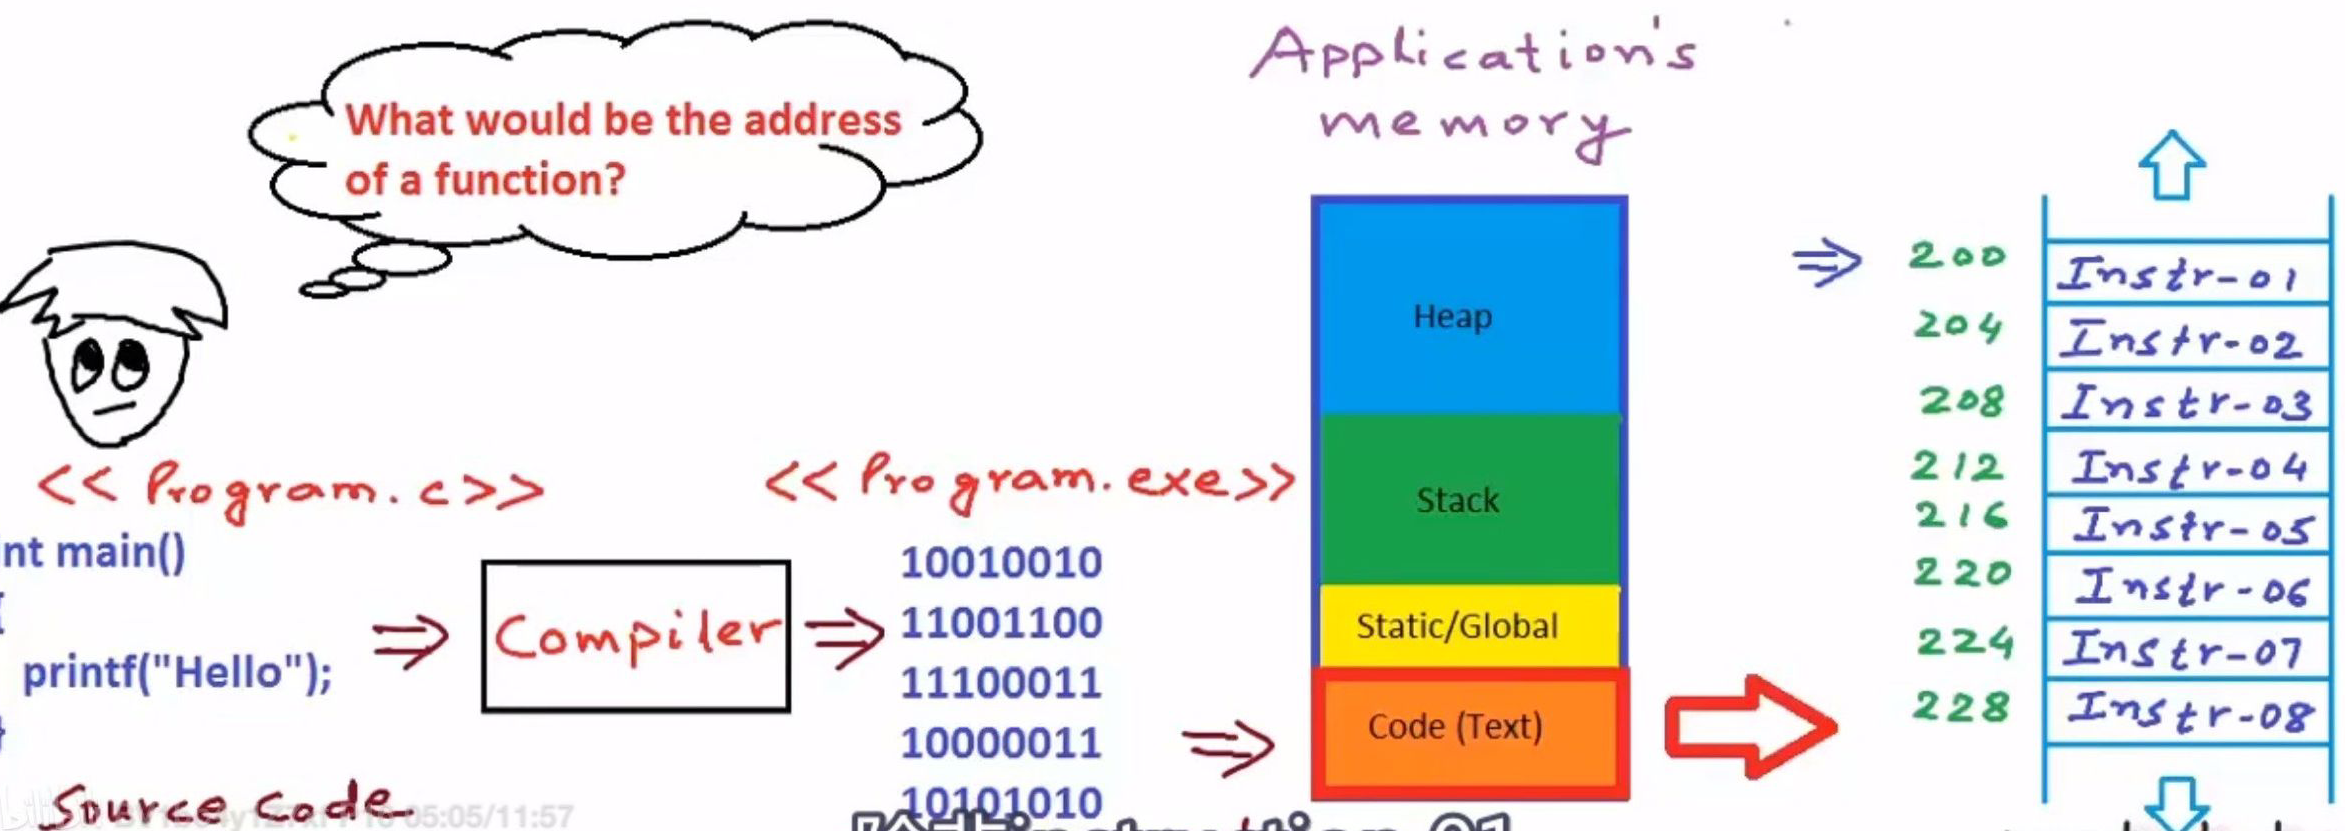 What would be the address
of a function?
Application's
memory
<< Program.c>>
nt main()
printf("Hello");
Source Code
Compiler
<< Program.exe>>
10010010
11001100
11100011
10000011
10101010
Heap
Stack
Static/Global
Code (Text)
200 Instr-01
204 Instr-02
208 Instr-03
212 Instr-04
216 Instr-05
220 Instr-06
224 Instr-07
228 Instr-08
05:05/11:57